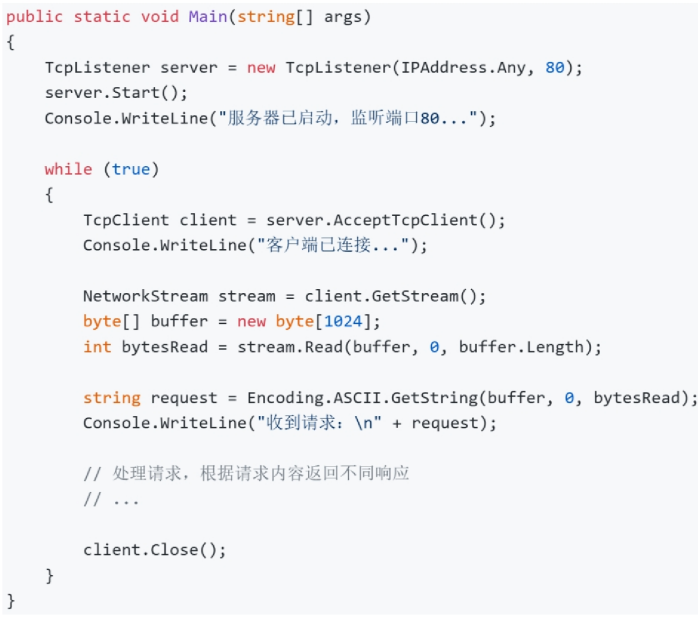 public static void Main(string[] args)
{
    TcpListener server = new TcpListener(IPAddress.Any, 80);
    server.Start();
    Console.WriteLine("服务器已启动，监听端口80...");

    while (true)
    {
        TcpClient client = server.AcceptTcpClient();
        Console.WriteLine("客户端已连接...");

        NetworkStream stream = client.GetStream();
        byte[] buffer = new byte[1024];
        int bytesRead = stream.Read(buffer, 0, buffer.Length);

        string request = Encoding.ASCII.GetString(buffer, 0, bytesRead);
        Console.WriteLine("收到请求：\n" + request);

        // 处理请求，根据请求内容返回不同响应
        // ...

        client.Close();
    }
}